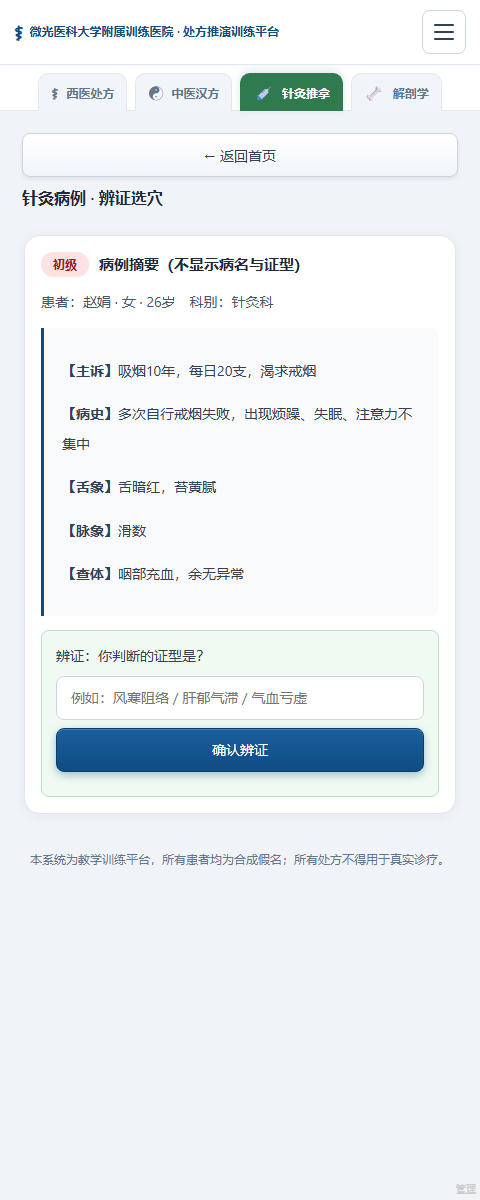 微光医科大学附属训练医院 · 处方推演训练平台
西医处方
中医汉方
针灸推拿
解剖学
← 返回首页
针灸病例 · 辨证选穴
初级 病例摘要（不显示病名与证型）
患者：赵娟 · 女 · 26岁 科别：针灸科
【主诉】吸烟10年，每日20支，渴求戒烟
【病史】多次自行戒烟失败，出现烦躁、失眠、注意力不
集中
【舌象】舌暗红，苔黄腻
【脉象】滑数
【查体】咽部充血，余无异常
辨证：你判断的证型是？
例如：风寒阻络 / 肝郁气滞 / 气血亏虚
确认辨证
本系统为教学训练平台，所有患者均为合成假名；所有处方不得用于真实诊疗。
管理